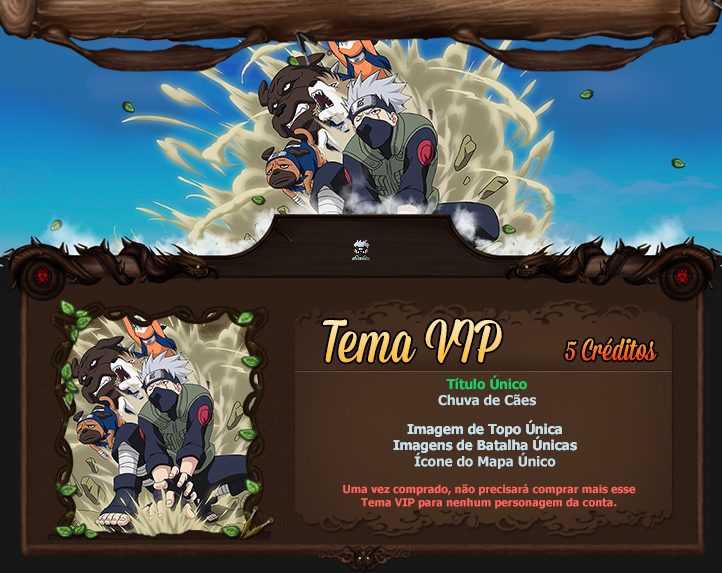 Tema VIP
5 Créditos
Título Único
Chuva de Cães
Imagem de Topo Única
Imagens de Batalha Únicas
Ícone do Mapa Único
Uma vez comprado, não precisará comprar mais esse
Tema VIP para nenhum personagem da conta.